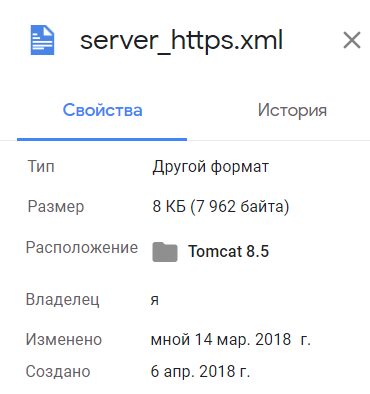 server_https.xml
Свойства История
Тип Другой формат
Размер 8 КБ (7 962 байта)
Расположение Tomcat 8.5
Владелец я
Изменено мной 14 мар. 2018 г.
Создано 6 апр. 2018 г.